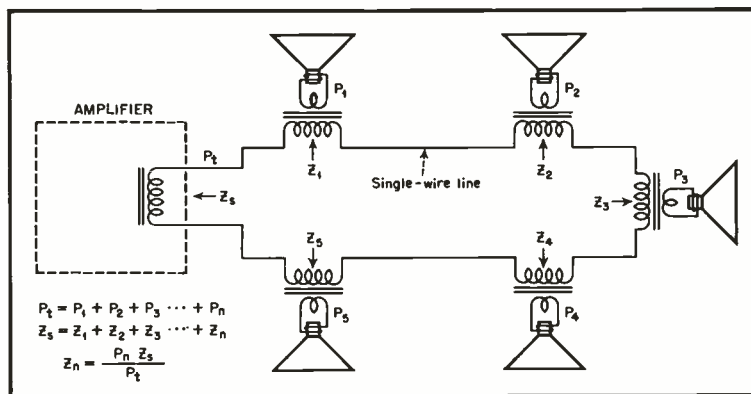 P₁
P₂
AMPLIFIER
Pₜ
Z₁
Z₂
P₃
Single-wire line
Zₛ
Z₃
Z₅
Z₄
P₅
P₄
Pₜ = P₁ + P₂ + P₃ ··· + Pₙ
Zₛ = Z₁ + Z₂ + Z₃ ··· + Zₙ
Zₙ = Pₙ Zₛ / Pₜ